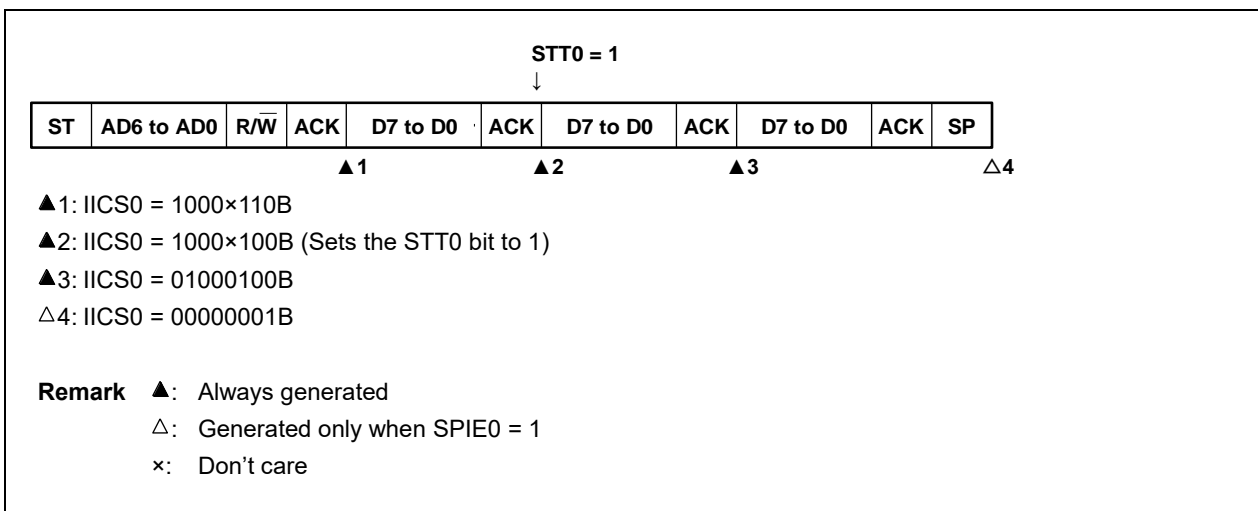 STT0 = 1
↓
ST AD6 to AD0 R/W̅ ACK D7 to D0 ACK D7 to D0 ACK D7 to D0 ACK SP
▲1 ▲2 ▲3 △4
▲1: IICS0 = 1000×110B
▲2: IICS0 = 1000×100B (Sets the STT0 bit to 1)
▲3: IICS0 = 01000100B
△4: IICS0 = 00000001B
Remark ▲: Always generated
△: Generated only when SPIE0 = 1
×: Don’t care